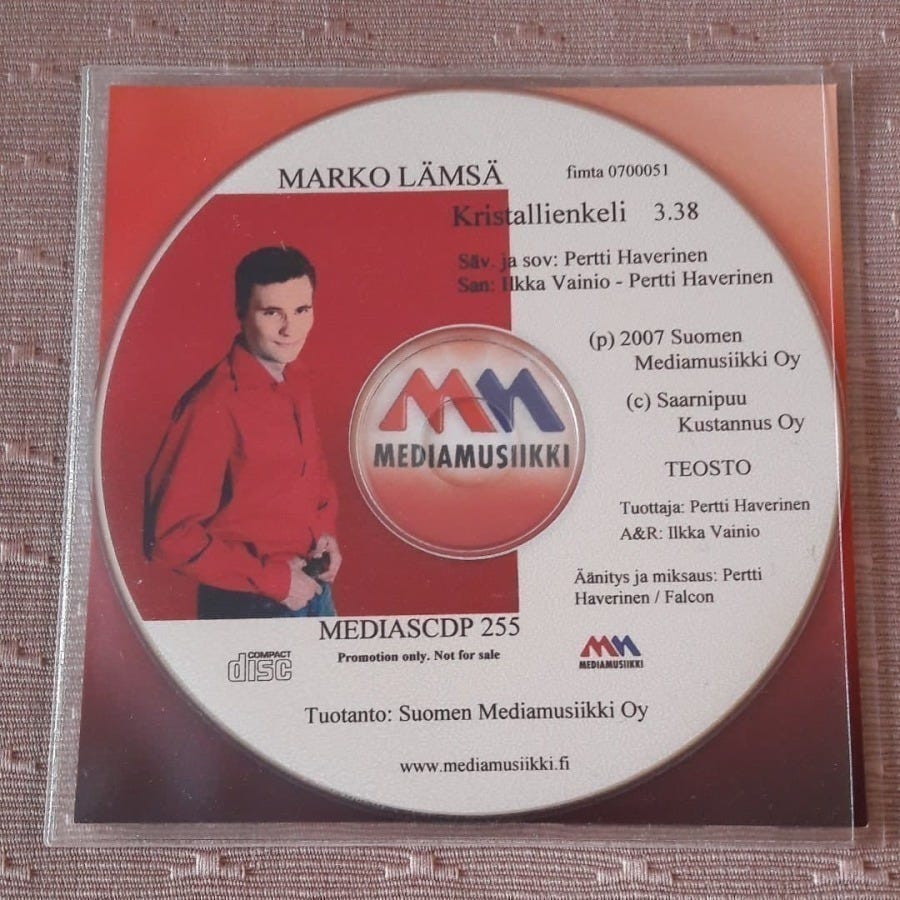 MARKO LÄMSÄ
fimta 0700051
Kristallienkeli 3.38
Säv. ja sov: Pertti Haverinen
San: Ilkka Vainio - Pertti Haverinen
(p) 2007 Suomen
Mediamusiikki Oy
(c) Saarnipuu
Kustannus Oy
MEDIAMUSIIKKI
TEOSTO
Tuottaja: Pertti Haverinen
A&R: Ilkka Vainio
Äänitys ja miksaus: Pertti
Haverinen / Falcon
MEDIASCDP 255
Promotion only. Not for sale
COMPACT
disc
MEDIAMUSIIKKI
Tuotanto: Suomen Mediamusiikki Oy
www.mediamusiikki.fi